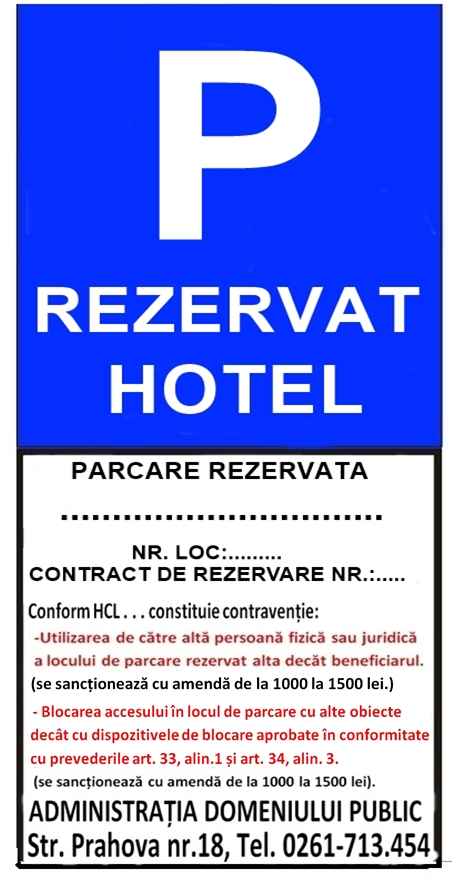 P
REZERVAT
HOTEL
PARCARE REZERVATA
................................
NR. LOC:.........
CONTRACT DE REZERVARE NR.:.....
Conform HCL . . . constituie contravenție:
-Utilizarea de către altă persoană fizică sau juridică
a locului de parcare rezervat alta decăt beneficiarul.
(se sancționează cu amendă de la 1000 la 1500 lei.)
- Blocarea accesului în locul de parcare cu alte obiecte
decât cu dispozitivele de blocare aprobate în conformitate
cu prevederile art. 33, alin.1 și art. 34, alin. 3.
(se sancționează cu amendă de la 1000 la 1500 lei).
ADMINISTRAȚIA DOMENIULUI PUBLIC
Str. Prahova nr.18, Tel. 0261-713.454